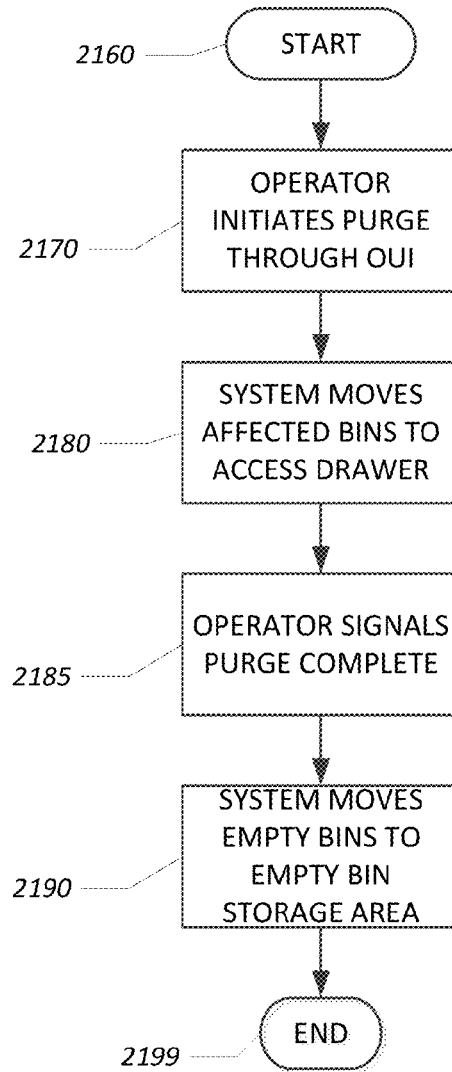 2160
START
2170
OPERATOR
INITIATES PURGE
THROUGH OUI
2180
SYSTEM MOVES
AFFECTED BINS TO
ACCESS DRAWER
2185
OPERATOR SIGNALS
PURGE COMPLETE
2190
SYSTEM MOVES
EMPTY BINS TO
EMPTY BIN
STORAGE AREA
2199
END